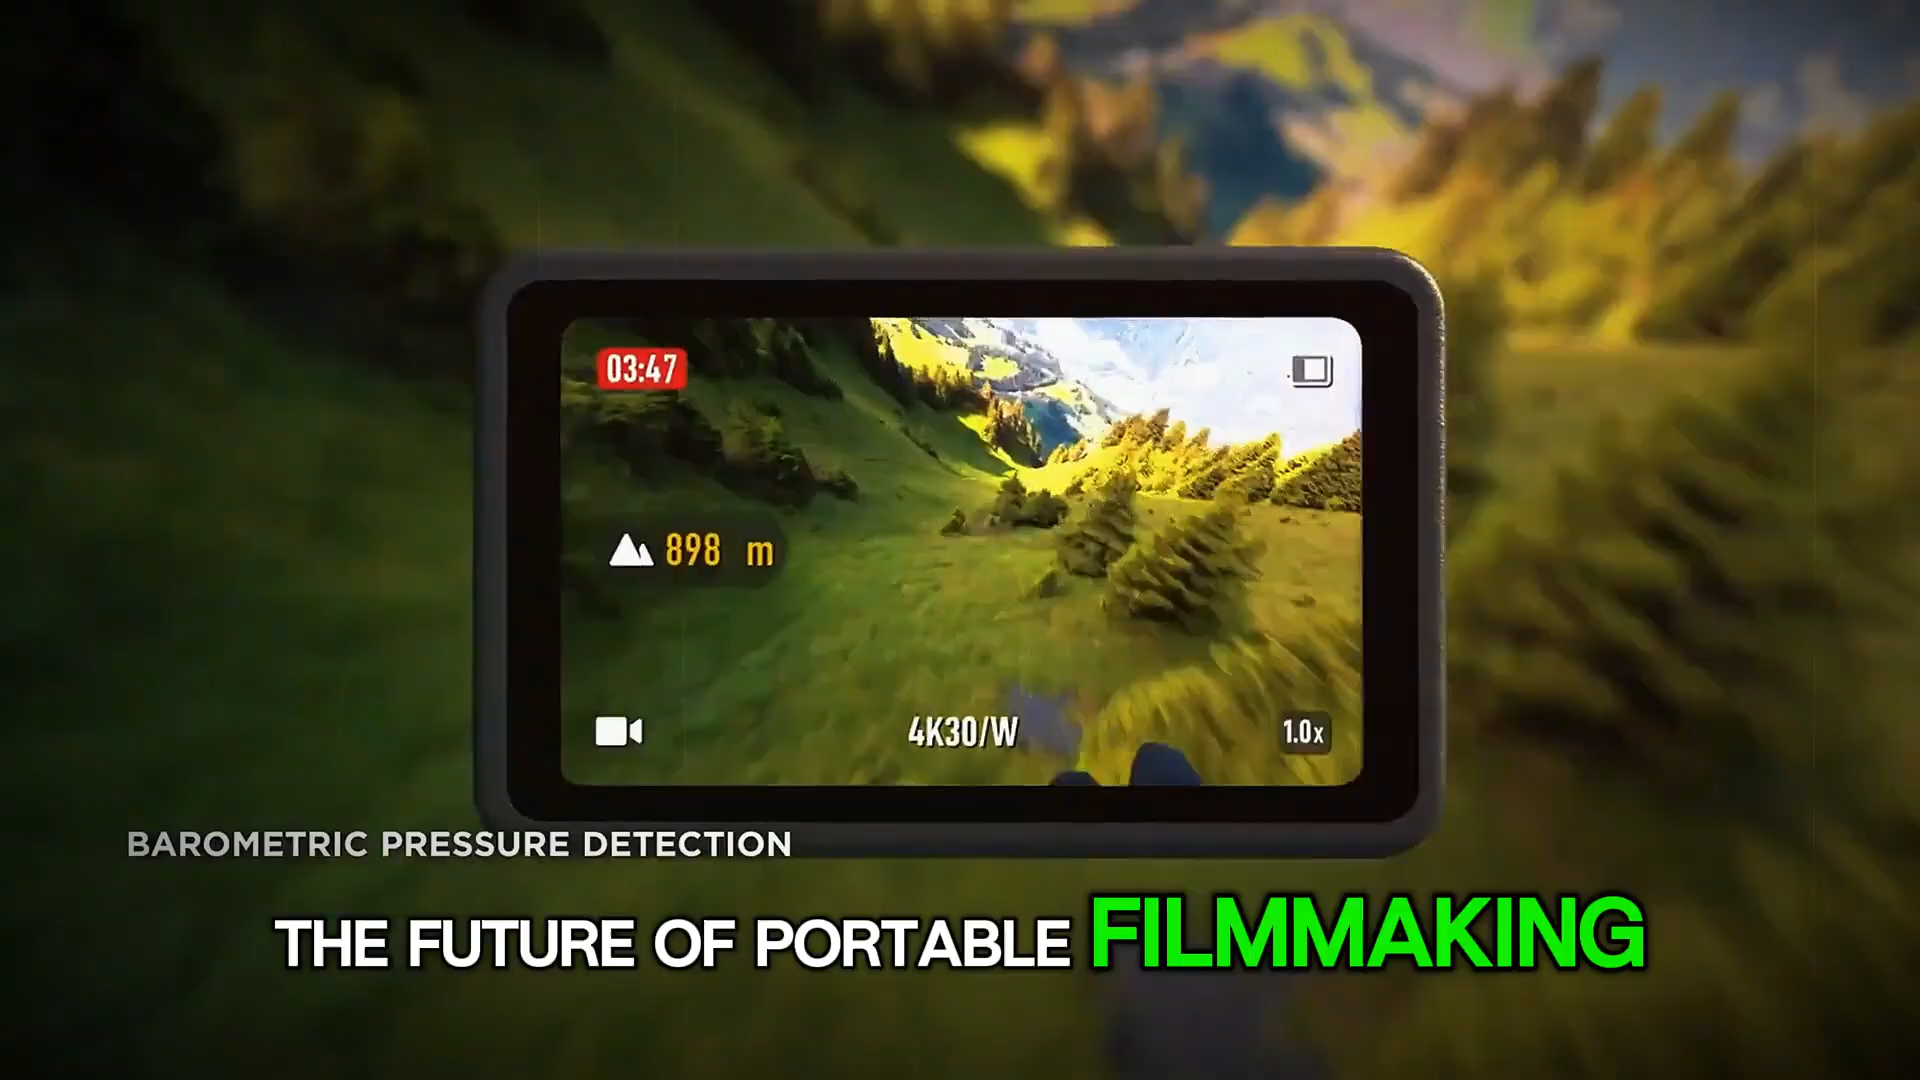 03:47
898 m
4K30/W
1.0x
BAROMETRIC PRESSURE DETECTION
THE FUTURE OF PORTABLE FILMMAKING